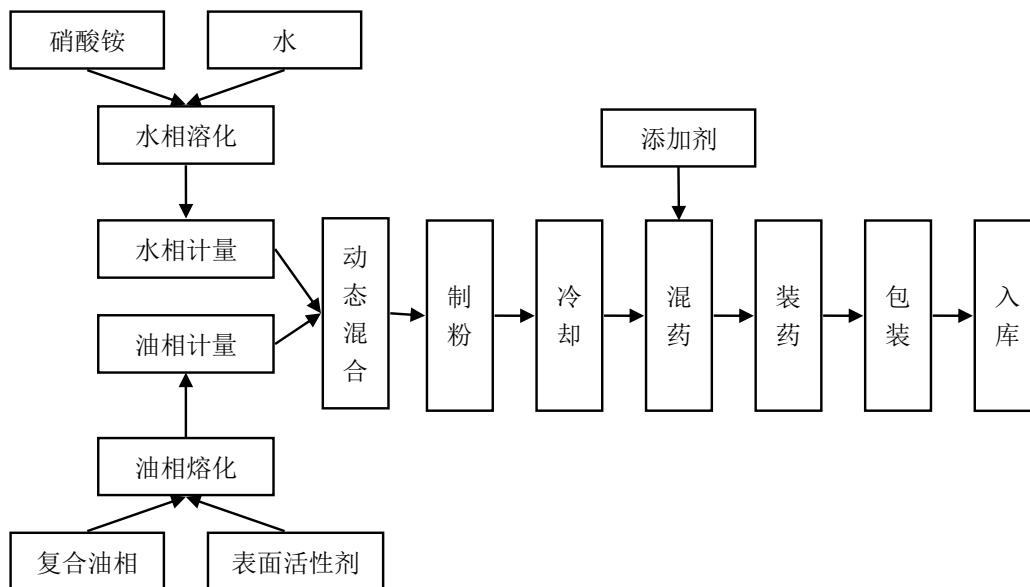 硝酸铵
水
水相溶化
添加剂
水相计量
油相计量
动态混合
制粉
冷却
混药
装药
包装
入库
油相熔化
复合油相
表面活性剂